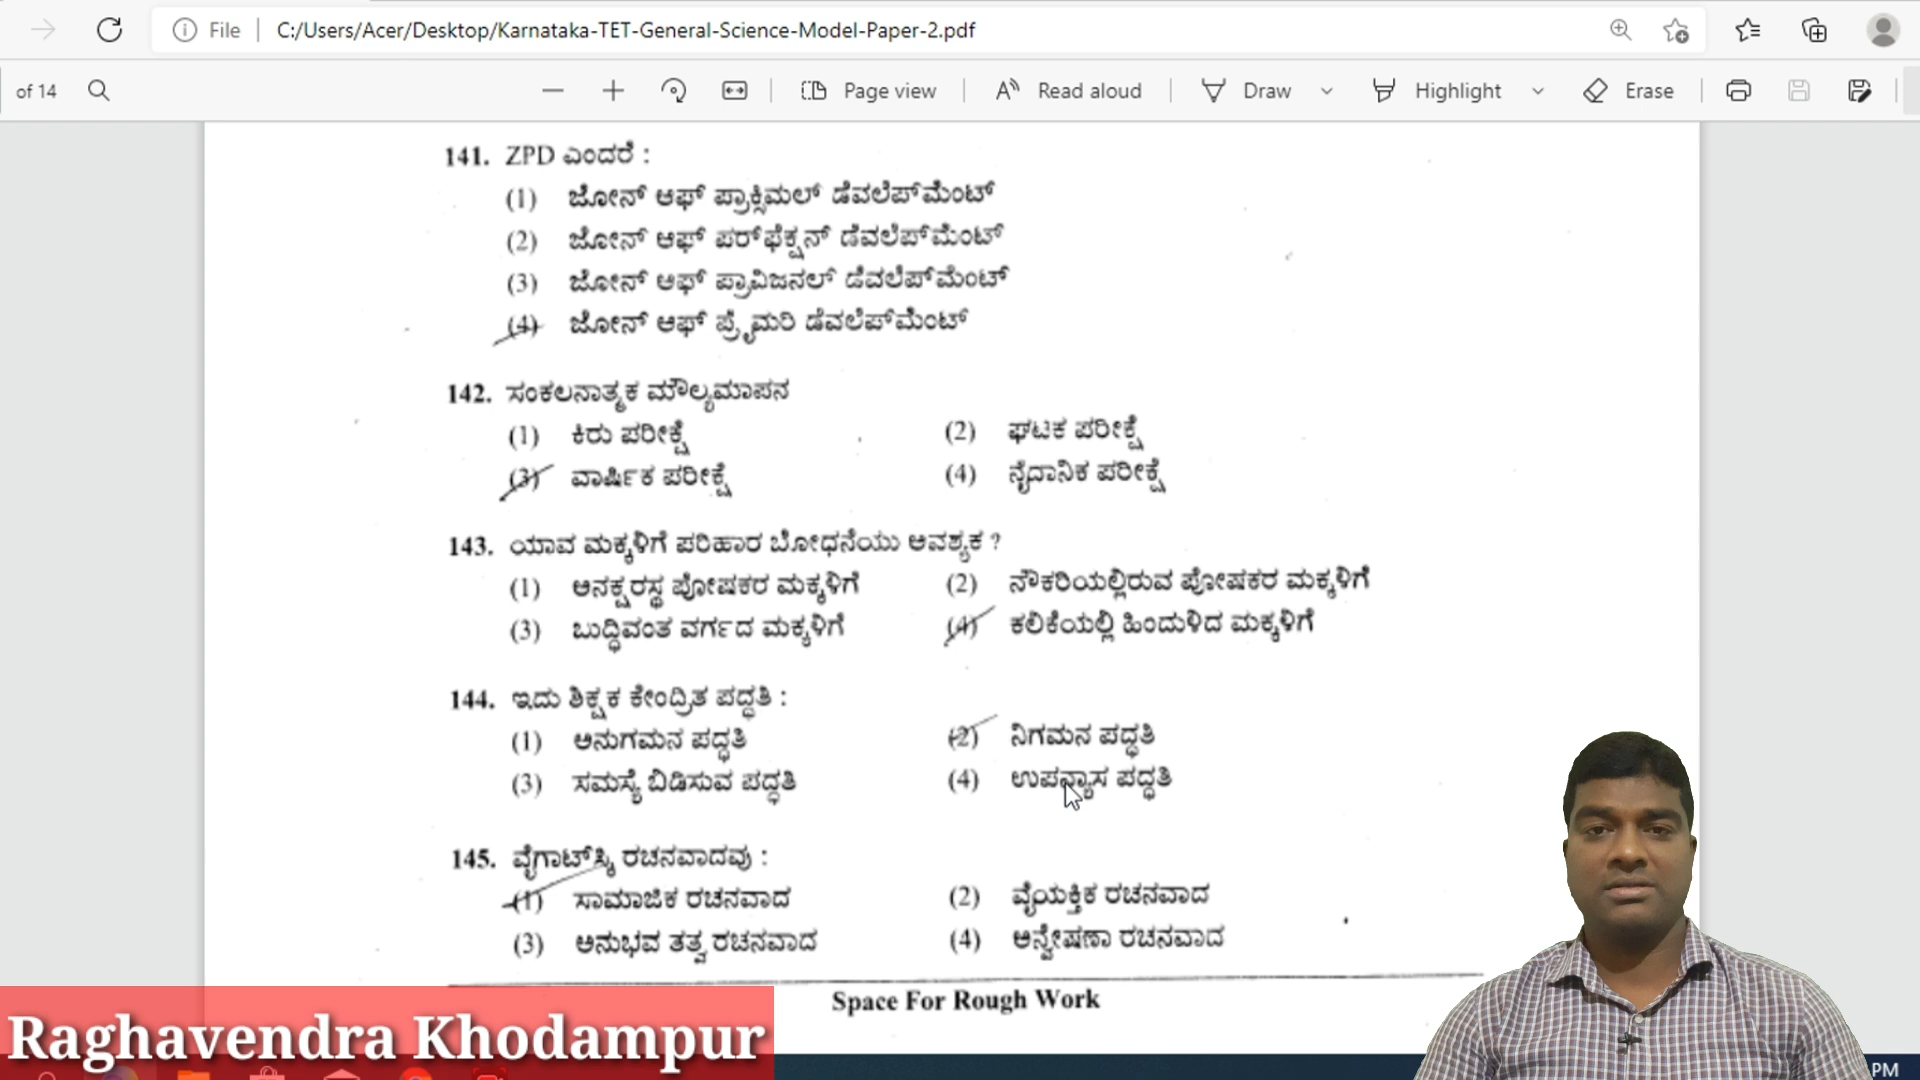 File C:/Users/Acer/Desktop/Karnataka-TET-General-Science-Model-Paper-2.pdf
of 14 Page view Read aloud Draw Highlight Erase
141. ZPD ಎಂದರೆ :
(1) ಜೋನ್ ಆಫ್ ಪ್ರಾಕ್ಸಿಮಲ್ ಡೆವಲೆಪ್‌ಮೆಂಟ್
(2) ಜೋನ್ ಆಫ್ ಪರ್‌ಫೆಕ್ಷನ್ ಡೆವಲೆಪ್‌ಮೆಂಟ್
(3) ಜೋನ್ ಆಫ್ ಪ್ರಾವಿಜನಲ್ ಡೆವಲೆಪ್‌ಮೆಂಟ್
(4) ಜೋನ್ ಆಫ್ ಪ್ರೈಮರಿ ಡೆವಲೆಪ್‌ಮೆಂಟ್
142. ಸಂಕಲನಾತ್ಮಕ ಮೌಲ್ಯಮಾಪನ
(1) ಕಿರು ಪರೀಕ್ಷೆ (2) ಘಟಕ ಪರೀಕ್ಷೆ
(3) ವಾರ್ಷಿಕ ಪರೀಕ್ಷೆ (4) ನೈದಾನಿಕ ಪರೀಕ್ಷೆ
143. ಯಾವ ಮಕ್ಕಳಿಗೆ ಪರಿಹಾರ ಬೋಧನೆಯು ಅವಶ್ಯಕ ?
(1) ಅನಕ್ಷರಸ್ಥ ಪೋಷಕರ ಮಕ್ಕಳಿಗೆ (2) ನೌಕರಿಯಲ್ಲಿರುವ ಪೋಷಕರ ಮಕ್ಕಳಿಗೆ
(3) ಬುದ್ಧಿವಂತ ವರ್ಗದ ಮಕ್ಕಳಿಗೆ (4) ಕಲಿಕೆಯಲ್ಲಿ ಹಿಂದುಳಿದ ಮಕ್ಕಳಿಗೆ
144. ಇದು ಶಿಕ್ಷಕ ಕೇಂದ್ರಿತ ಪದ್ಧತಿ :
(1) ಅನುಗಮನ ಪದ್ಧತಿ (2) ನಿಗಮನ ಪದ್ಧತಿ
(3) ಸಮಸ್ಯೆ ಬಿಡಿಸುವ ಪದ್ಧತಿ (4) ಉಪನ್ಯಾಸ ಪದ್ಧತಿ
145. ವೈಗಾಟ್‌ಸ್ಕಿ ರಚನವಾದವು :
(1) ಸಾಮಾಜಿಕ ರಚನವಾದ (2) ವೈಯಕ್ತಿಕ ರಚನವಾದ
(3) ಅನುಭವ ತತ್ವ ರಚನವಾದ (4) ಅನ್ವೇಷಣಾ ರಚನವಾದ
Space For Rough Work
Raghavendra Khodampur
PM